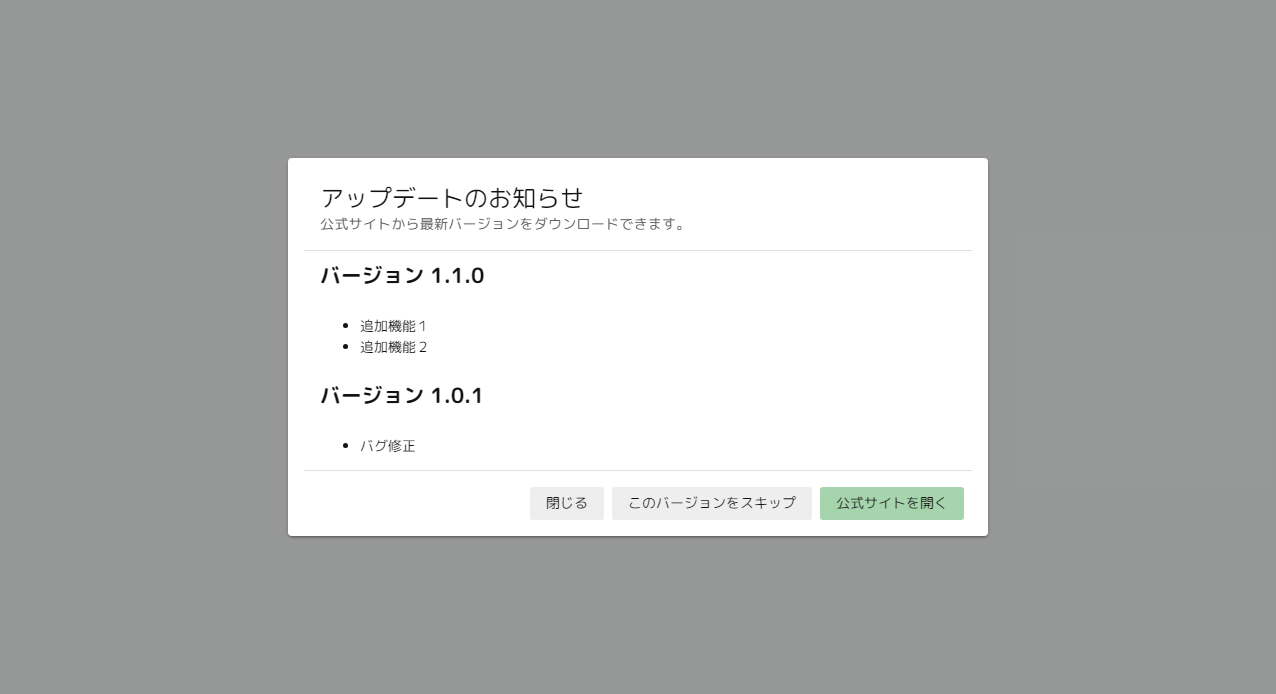 アップデートのお知らせ
公式サイトから最新バージョンをダウンロードできます。
バージョン 1.1.0
• 追加機能１
• 追加機能２
バージョン 1.0.1
• バグ修正
閉じる このバージョンをスキップ 公式サイトを開く